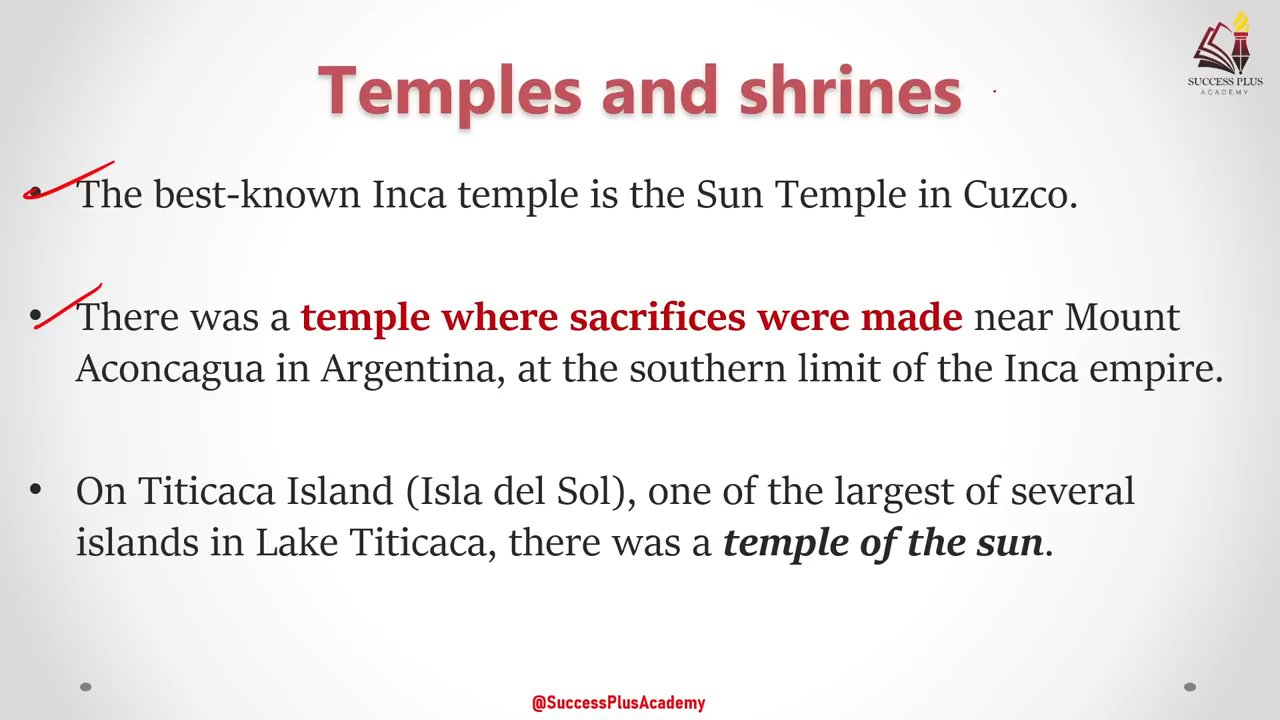 SUCCESS PLUS
ACADEMY
Temples and shrines
• The best-known Inca temple is the Sun Temple in Cuzco.
• There was a temple where sacrifices were made near Mount
Aconcagua in Argentina, at the southern limit of the Inca empire.
• On Titicaca Island (Isla del Sol), one of the largest of several
islands in Lake Titicaca, there was a temple of the sun.
@SuccessPlusAcademy